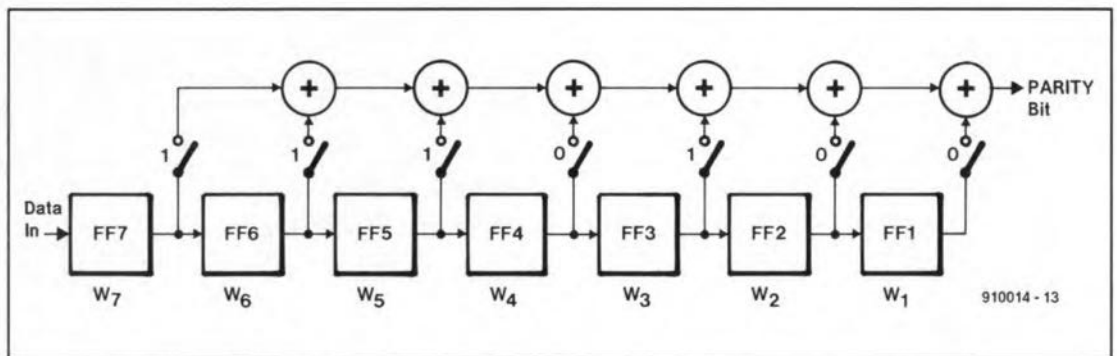 + + + + + +
PARITY
Bit
1 1 1 0 1 0 0
Data
In
FF7 FF6 FF5 FF4 FF3 FF2 FF1
W7 W6 W5 W4 W3 W2 W1
910014 - 13